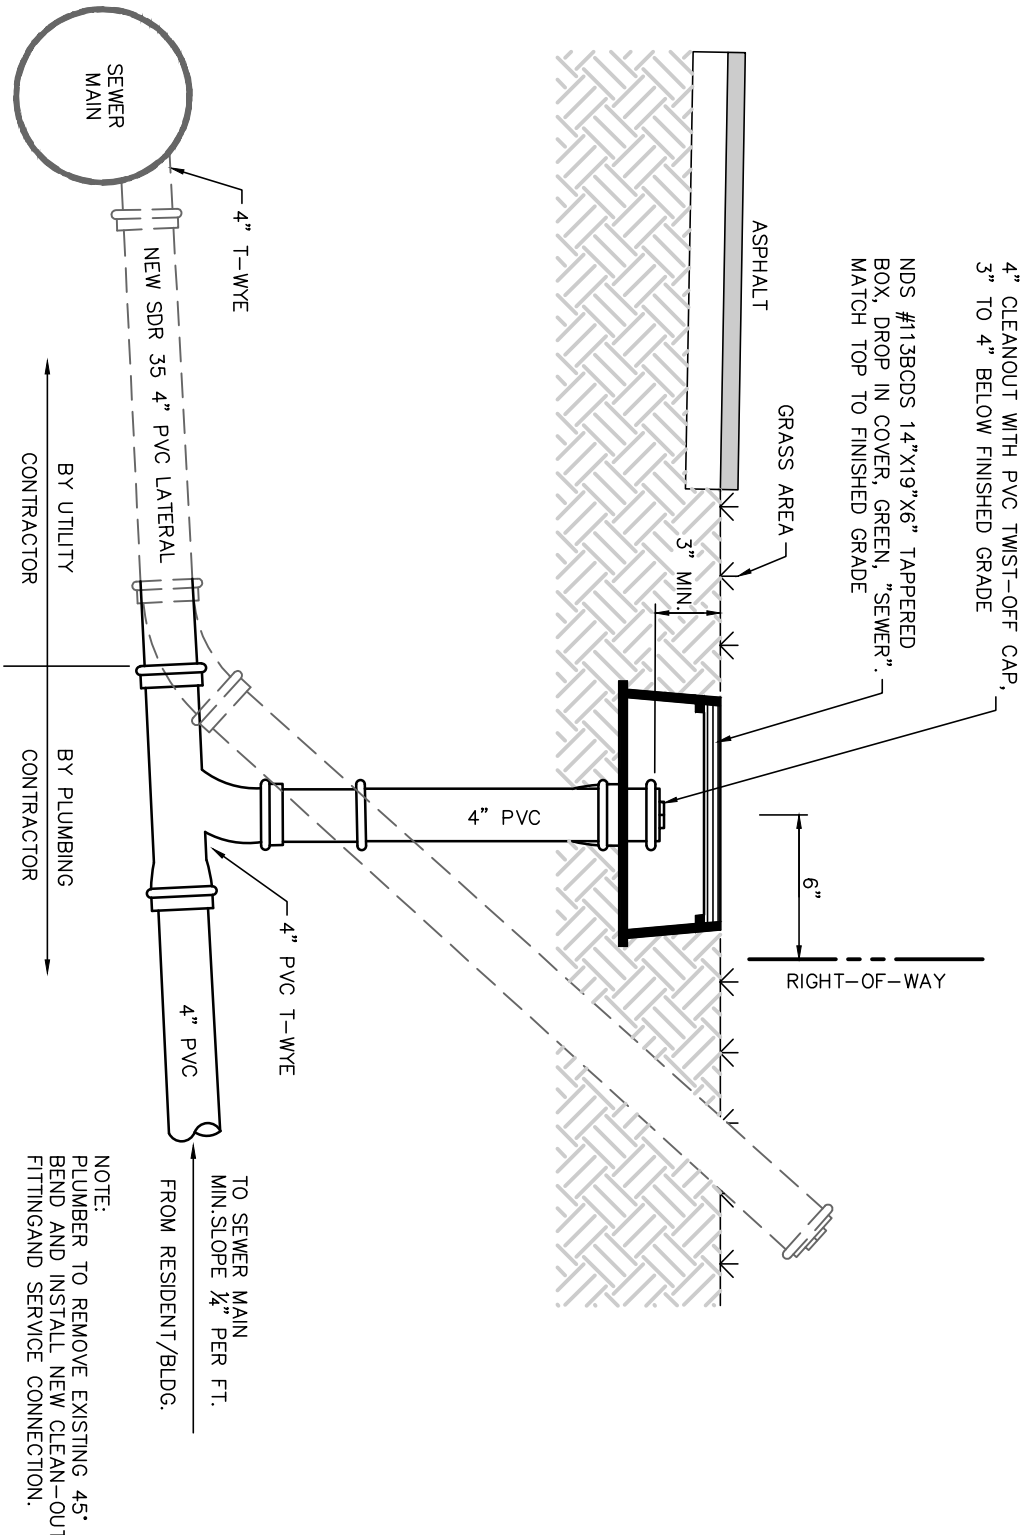 4" CLEANOUT WITH PVC TWIST-OFF CAP,
3" TO 4" BELOW FINISHED GRADE
NDS #113BCDS 14"X19"X6" TAPPERED
BOX, DROP IN COVER, GREEN, "SEWER".
MATCH TOP TO FINISHED GRADE
ASPHALT
GRASS AREA
6"
RIGHT-OF-WAY
3" MIN.
4" PVC
SEWER
MAIN
4" T-WYE
NEW SDR 35 4" PVC LATERAL
4" PVC T-WYE
4" PVC
TO SEWER MAIN
MIN.SLOPE ¼" PER FT.
FROM RESIDENT/BLDG.
BY UTILITY
CONTRACTOR
BY PLUMBING
CONTRACTOR
NOTE:
PLUMBER TO REMOVE EXISTING 45°
BEND AND INSTALL NEW CLEAN-OUT
FITTINGAND SERVICE CONNECTION.